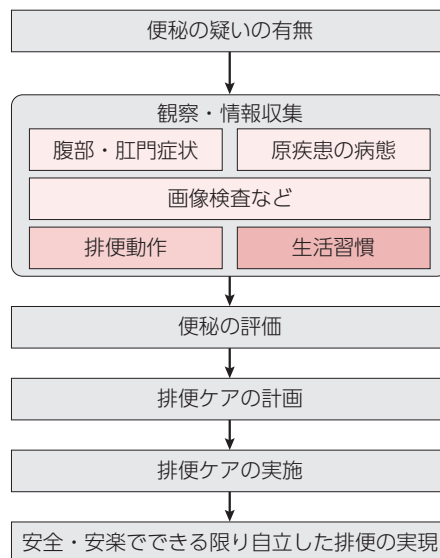 便秘の疑いの有無
観察・情報収集
腹部・肛門症状
原疾患の病態
画像検査など
排便動作
生活習慣
便秘の評価
排便ケアの計画
排便ケアの実施
安全・安楽でできる限り自立した排便の実現